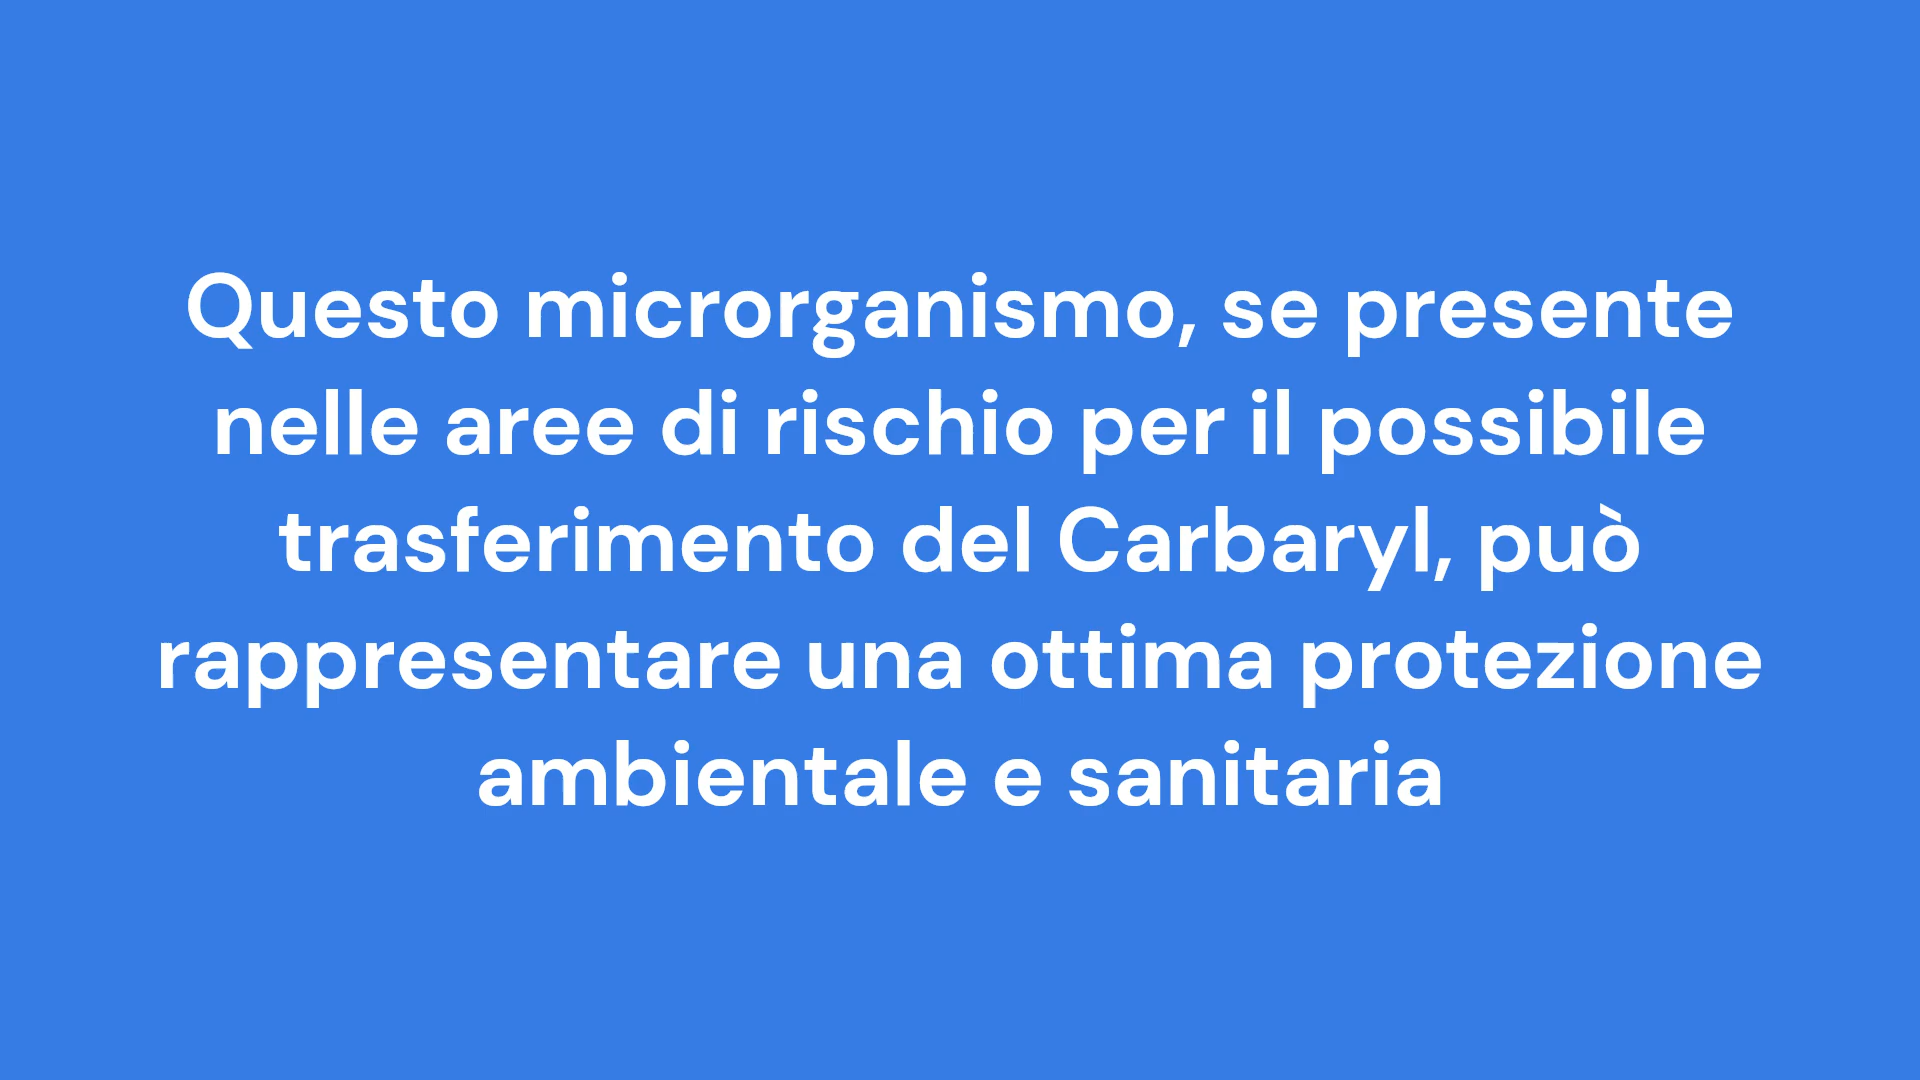 Questo microrganismo, se presente
nelle aree di rischio per il possibile
trasferimento del Carbaryl, può
rappresentare una ottima protezione
ambientale e sanitaria